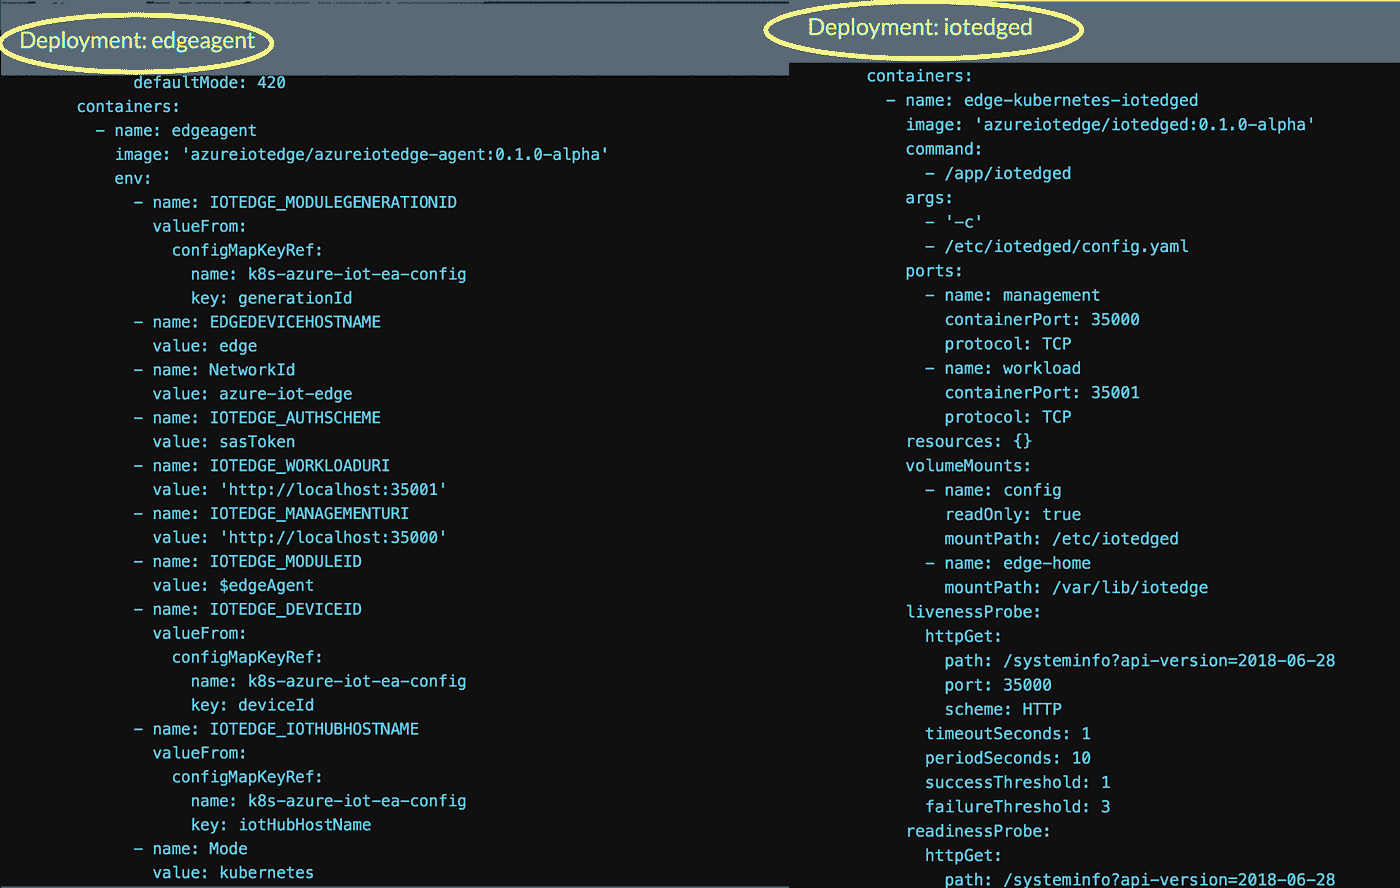 Deployment: edgeagent
defaultMode: 420
containers:
– name: edgeagent
image: 'azureiotedge/azureiotedge-agent:0.1.0-alpha'
env:
– name: IOTEDGE_MODULEGENERATIONID
valueFrom:
configMapKeyRef:
name: k8s-azure-iot-ea-config
key: generationId
– name: EDGEDEVICEHOSTNAME
value: edge
– name: NetworkId
value: azure-iot-edge
– name: IOTEDGE_AUTHSCHEME
value: sasToken
– name: IOTEDGE_WORKLOADURI
value: 'http://localhost:35001'
– name: IOTEDGE_MANAGEMENTURI
value: 'http://localhost:35000'
– name: IOTEDGE_MODULEID
value: $edgeAgent
– name: IOTEDGE_DEVICEID
valueFrom:
configMapKeyRef:
name: k8s-azure-iot-ea-config
key: deviceId
– name: IOTEDGE_IOTHUBHOSTNAME
valueFrom:
configMapKeyRef:
name: k8s-azure-iot-ea-config
key: iotHubHostName
– name: Mode
value: kubernetes
Deployment: iotedged
containers:
– name: edge-kubernetes-iotedged
image: 'azureiotedge/iotedged:0.1.0-alpha'
command:
– /app/iotedged
args:
– '-c'
– /etc/iotedged/config.yaml
ports:
– name: management
containerPort: 35000
protocol: TCP
– name: workload
containerPort: 35001
protocol: TCP
resources: {}
volumeMounts:
– name: config
readOnly: true
mountPath: /etc/iotedged
– name: edge-home
mountPath: /var/lib/iotedge
livenessProbe:
httpGet:
path: /systeminfo?api-version=2018-06-28
port: 35000
scheme: HTTP
timeoutSeconds: 1
periodSeconds: 10
successThreshold: 1
failureThreshold: 3
readinessProbe:
httpGet:
path: /systeminfo?api-version=2018-06-28